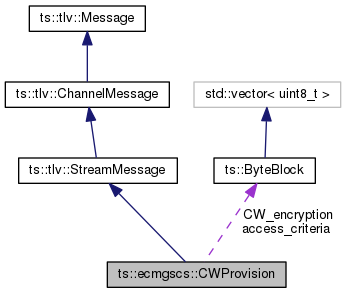 ts::tlv::Message
ts::tlv::ChannelMessage
std::vector< uint8_t >
ts::tlv::StreamMessage
ts::ByteBlock
CW_encryption
access_criteria
ts::ecmgscs::CWProvision